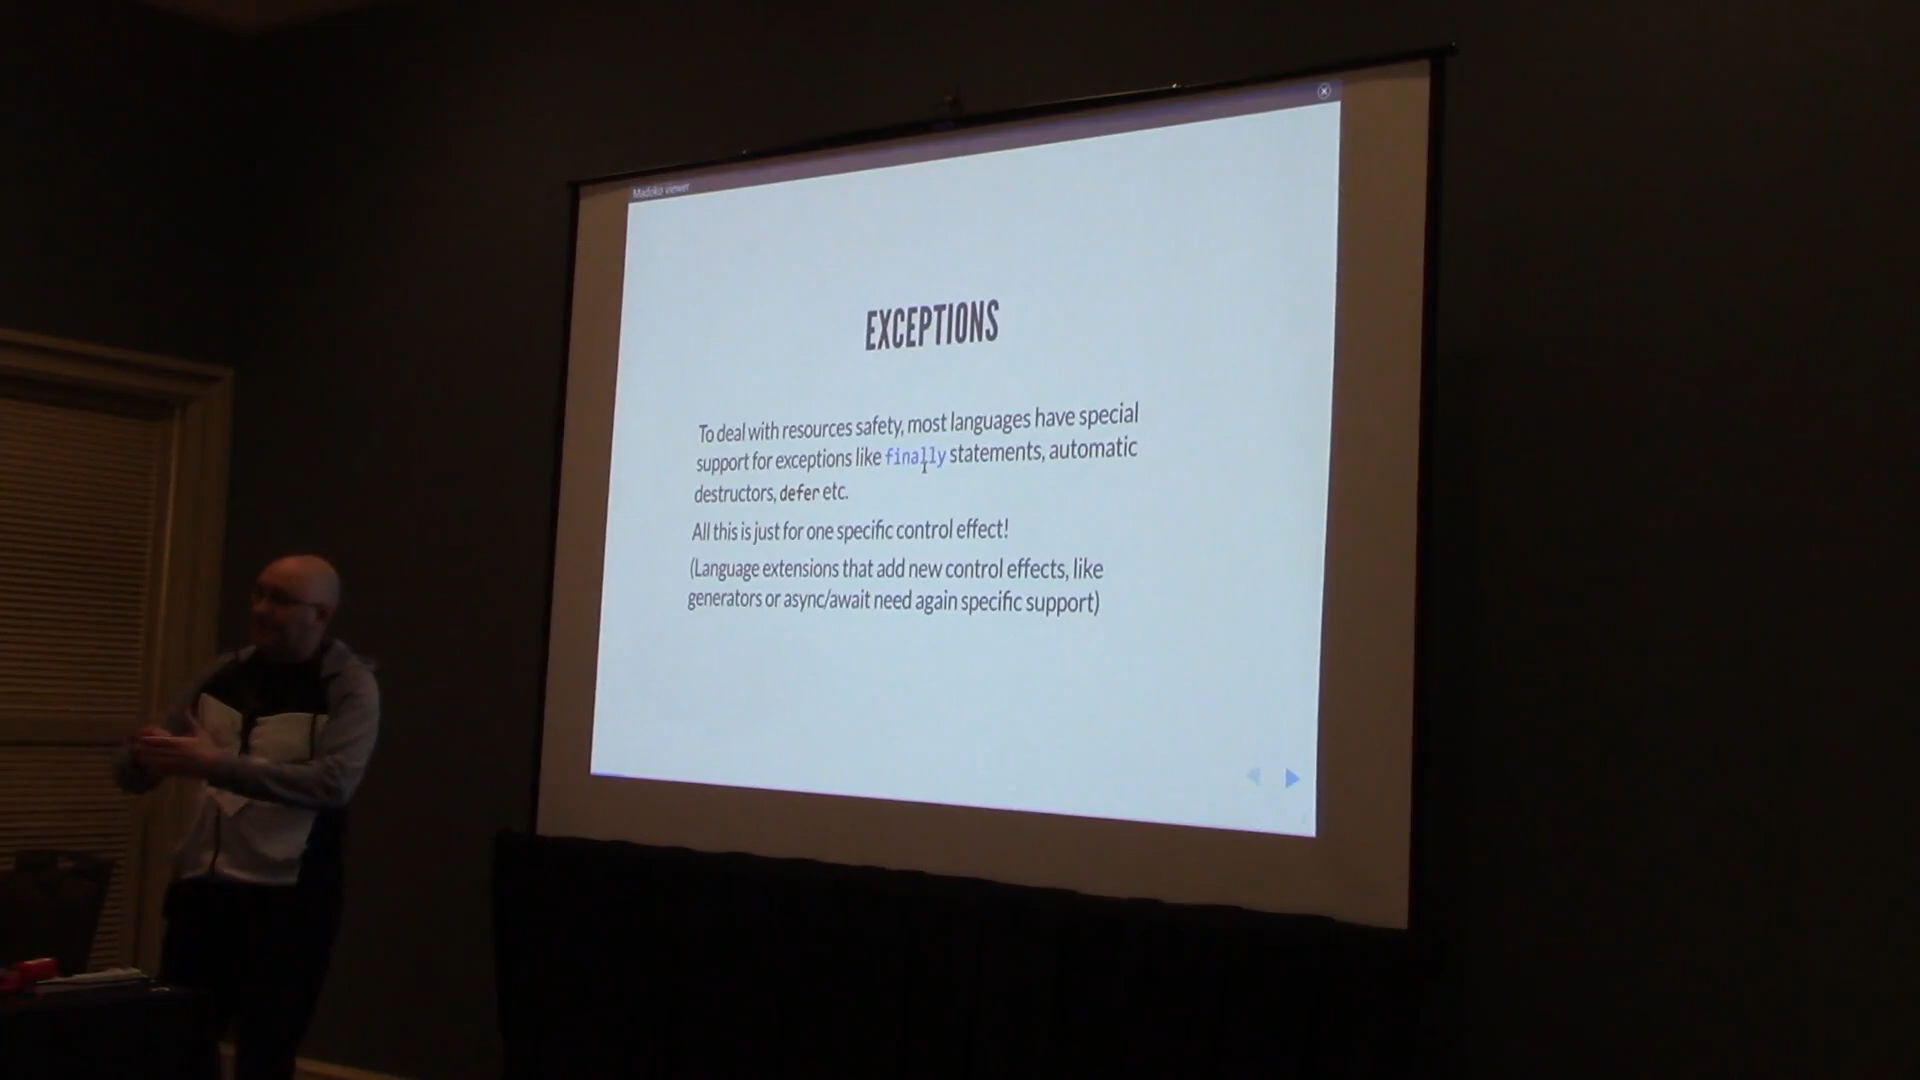 Madoko viewer
EXCEPTIONS
To deal with resources safety, most languages have special
support for exceptions like finally statements, automatic
destructors, defer etc.
All this is just for one specific control effect!
(Language extensions that add new control effects, like
generators or async/await need again specific support)